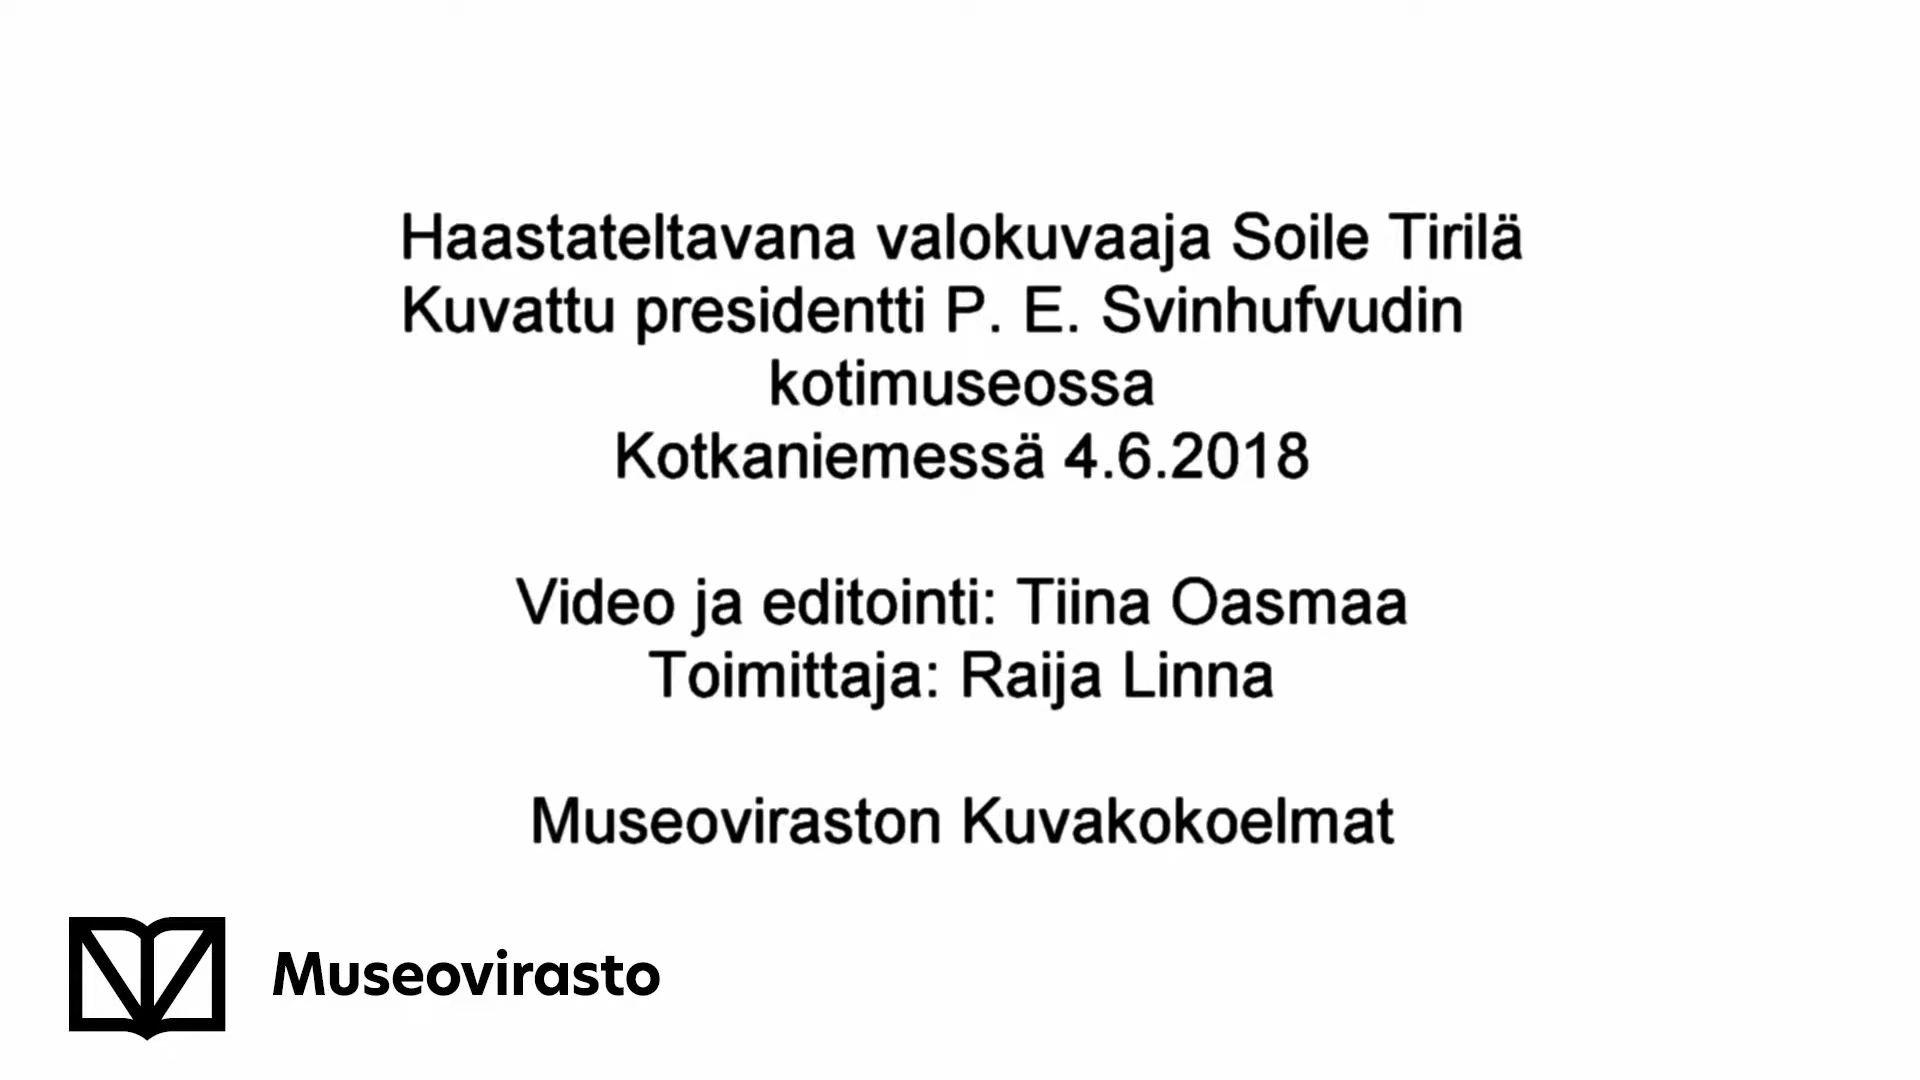 Haastateltavana valokuvaaja Soile Tirilä
Kuvattu presidentti P. E. Svinhufvudin
kotimuseossa
Kotkaniemessä 4.6.2018
Video ja editointi: Tiina Oasmaa
Toimittaja: Raija Linna
Museoviraston Kuvakokoelmat
Museovirasto